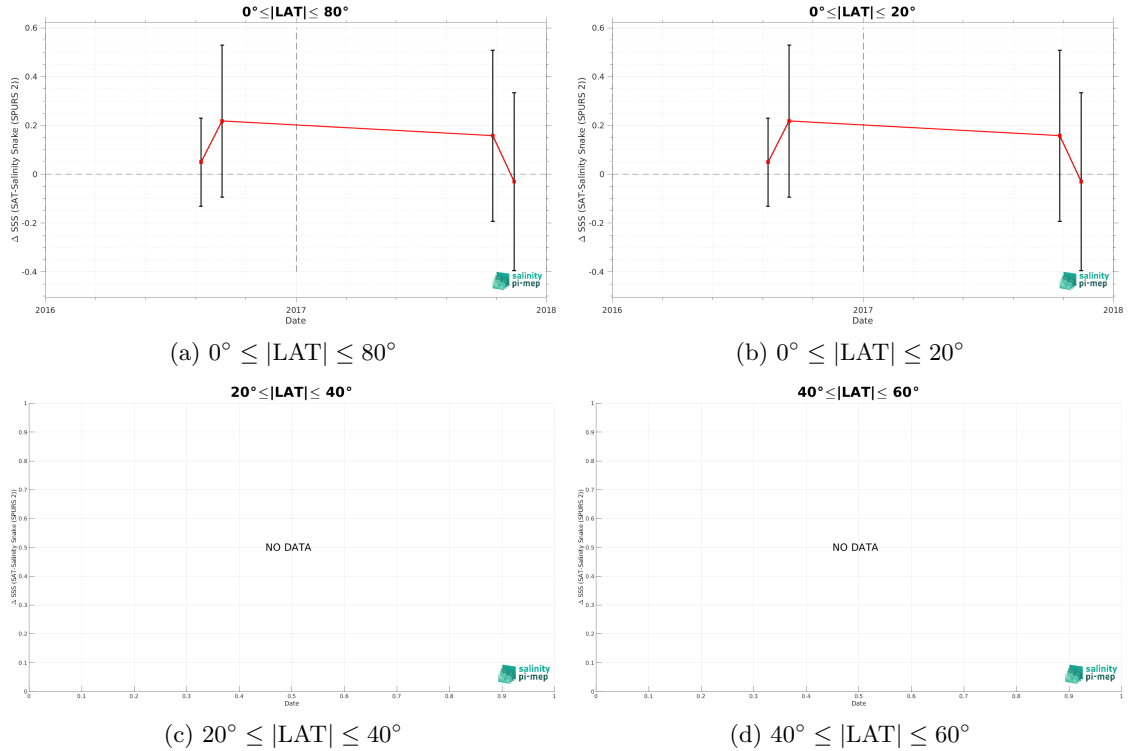 0°≤|LAT|≤ 80°
Δ SSS (SAT-Salinity Snake (SPURS 2))
0.6
0.4
0.2
0
-0.2
-0.4
2016
2017
2018
Date
salinity
pi-mep
(a) 0° ≤ |LAT| ≤ 80°
0°≤|LAT|≤ 20°
Δ SSS (SAT-Salinity Snake (SPURS 2))
0.6
0.4
0.2
0
-0.2
-0.4
2016
2017
2018
Date
salinity
pi-mep
(b) 0° ≤ |LAT| ≤ 20°
20°≤|LAT|≤ 40°
Δ SSS (SAT-Salinity Snake (SPURS 2))
1
0.9
0.8
0.7
0.6
0.5
0.4
0.3
0.2
0.1
0
NO DATA
0 0.1 0.2 0.3 0.4 0.5 0.6 0.7 0.8 0.9 1
Date
salinity
pi-mep
(c) 20° ≤ |LAT| ≤ 40°
40°≤|LAT|≤ 60°
Δ SSS (SAT-Salinity Snake (SPURS 2))
1
0.9
0.8
0.7
0.6
0.5
0.4
0.3
0.2
0.1
0
NO DATA
0 0.1 0.2 0.3 0.4 0.5 0.6 0.7 0.8 0.9 1
Date
salinity
pi-mep
(d) 40° ≤ |LAT| ≤ 60°